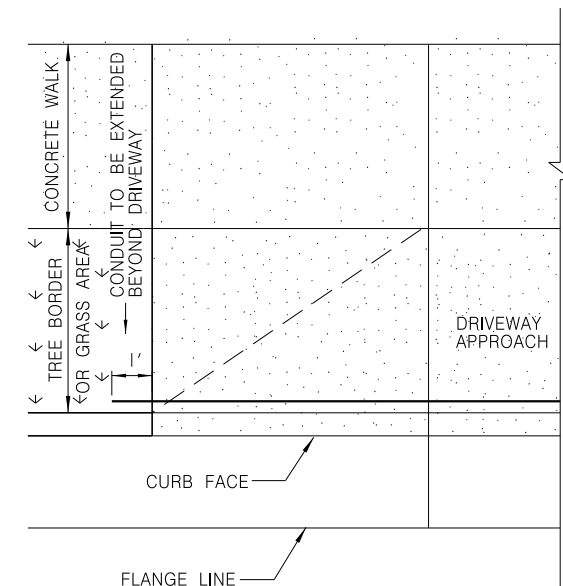 CONCRETE WALK
TREE BORDER
OR GRASS AREA
CONDUIT TO BE EXTENDED
BEYOND DRIVEWAY
1'
DRIVEWAY
APPROACH
CURB FACE
FLANGE LINE